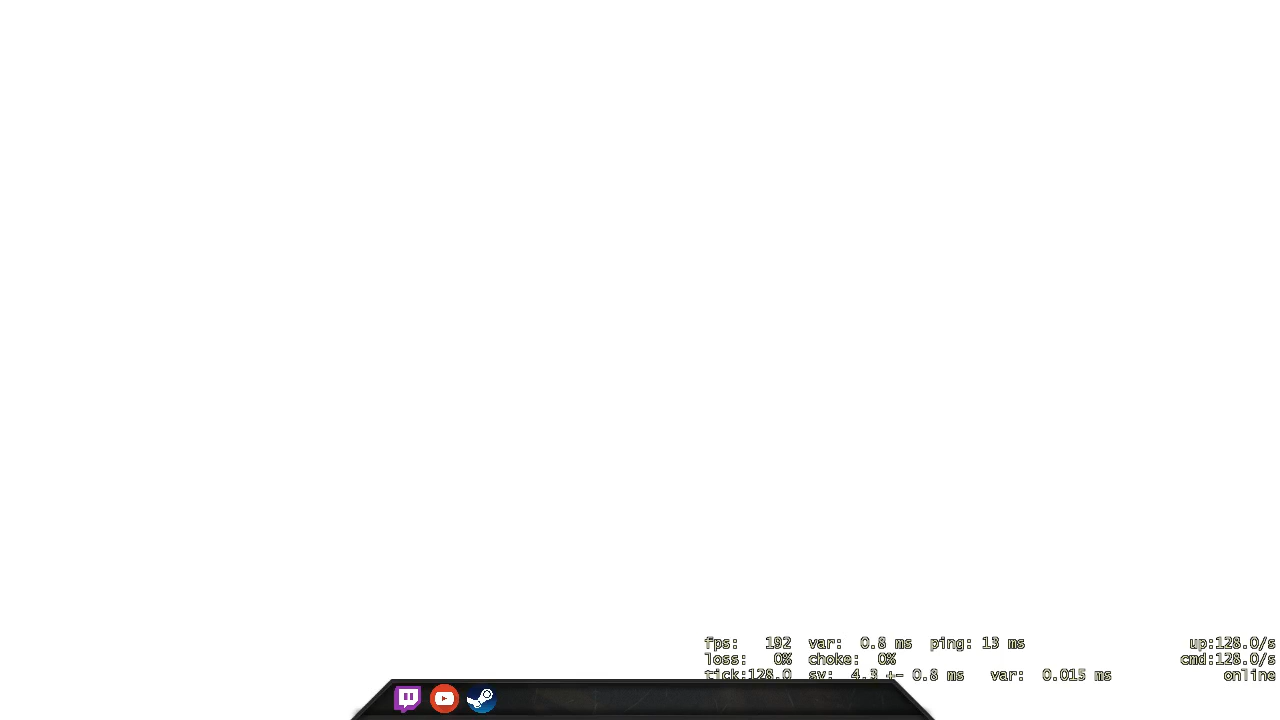 fps: 192 var: 0.8 ms ping: 13 ms up:128.0/s
loss: 0% choke: 0% cmd:128.0/s
tick:128.0 sv: 4.3 +- 0.8 ms var: 0.015 ms online